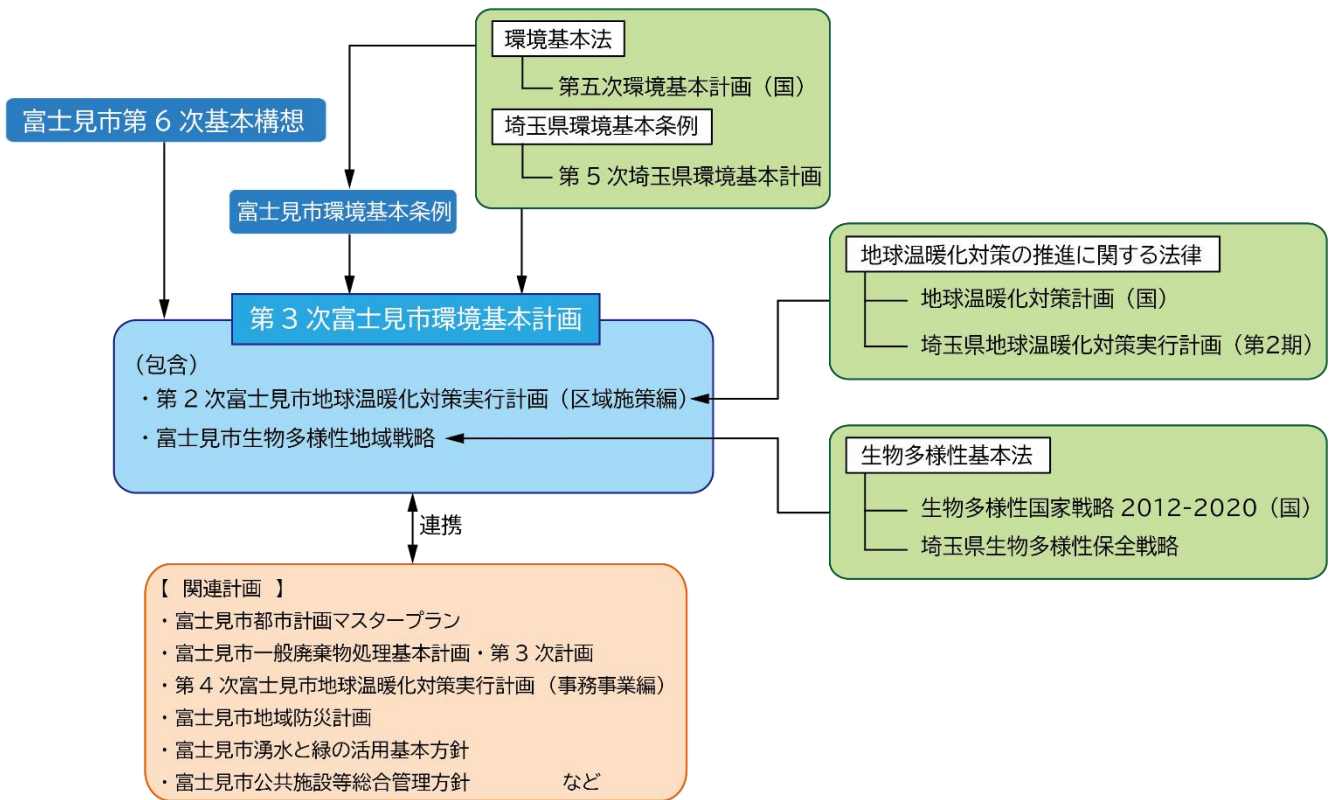 環境基本法
第五次環境基本計画（国）
埼玉県環境基本条例
第５次埼玉県環境基本計画
富士見市第６次基本構想
富士見市環境基本条例
地球温暖化対策の推進に関する法律
地球温暖化対策計画（国）
埼玉県地球温暖化対策実行計画（第2期）
第３次富士見市環境基本計画
（包含）
・第２次富士見市地球温暖化対策実行計画（区域施策編）
・富士見市生物多様性地域戦略
生物多様性基本法
生物多様性国家戦略 2012-2020（国）
埼玉県生物多様性保全戦略
連携
【 関連計画 】
・富士見市都市計画マスタープラン
・富士見市一般廃棄物処理基本計画・第３次計画
・第４次富士見市地球温暖化対策実行計画（事務事業編）
・富士見市地域防災計画
・富士見市湧水と緑の活用基本方針
・富士見市公共施設等総合管理方針　　　　など